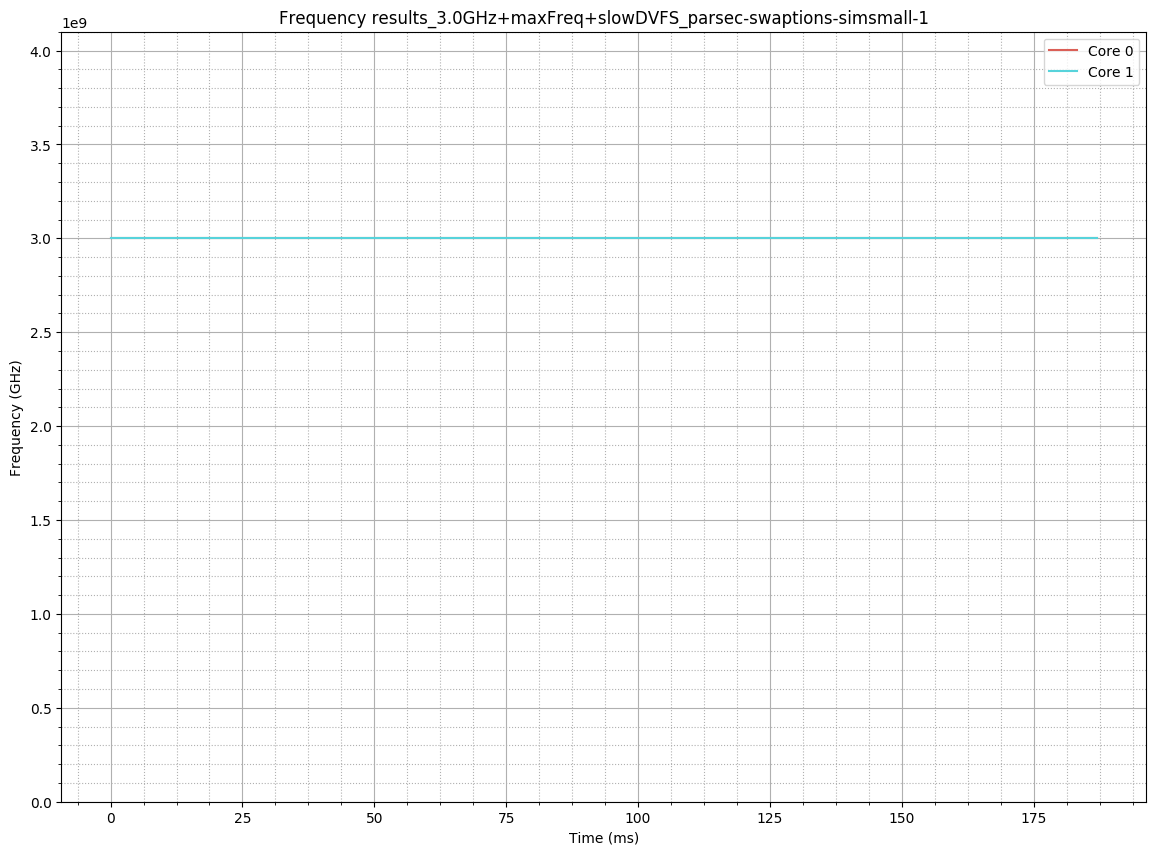 Frequency results_3.0GHz+maxFreq+slowDVFS_parsec-swaptions-simsmall-1
1e9
Core 0
Core 1
4.0
3.5
3.0
2.5
2.0
1.5
1.0
0.5
0.0
Frequency (GHz)
0 25 50 75 100 125 150 175
Time (ms)